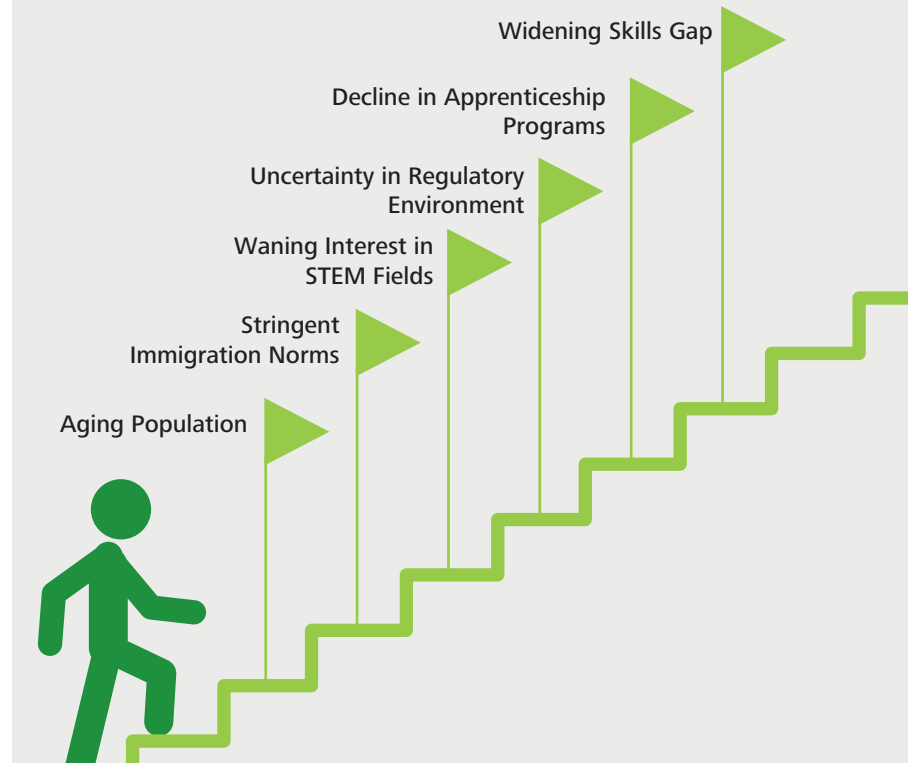 Widening Skills Gap
Decline in Apprenticeship
Programs
Uncertainty in Regulatory
Environment
Waning Interest in
STEM Fields
Stringent
Immigration Norms
Aging Population